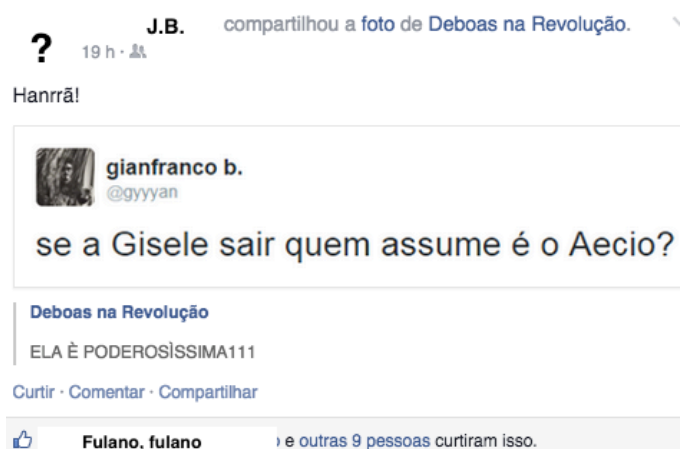 J.B. compartilhou a foto de Deboas na Revolução.
?
19 h ·
Hanrrã!
gianfranco b.
@gyyyan
se a Gisele sair quem assume é o Aecio?
Deboas na Revolução
ELA È PODEROSÌSSIMA111
Curtir · Comentar · Compartilhar
Fulano, fulano e outras 9 pessoas curtiram isso.